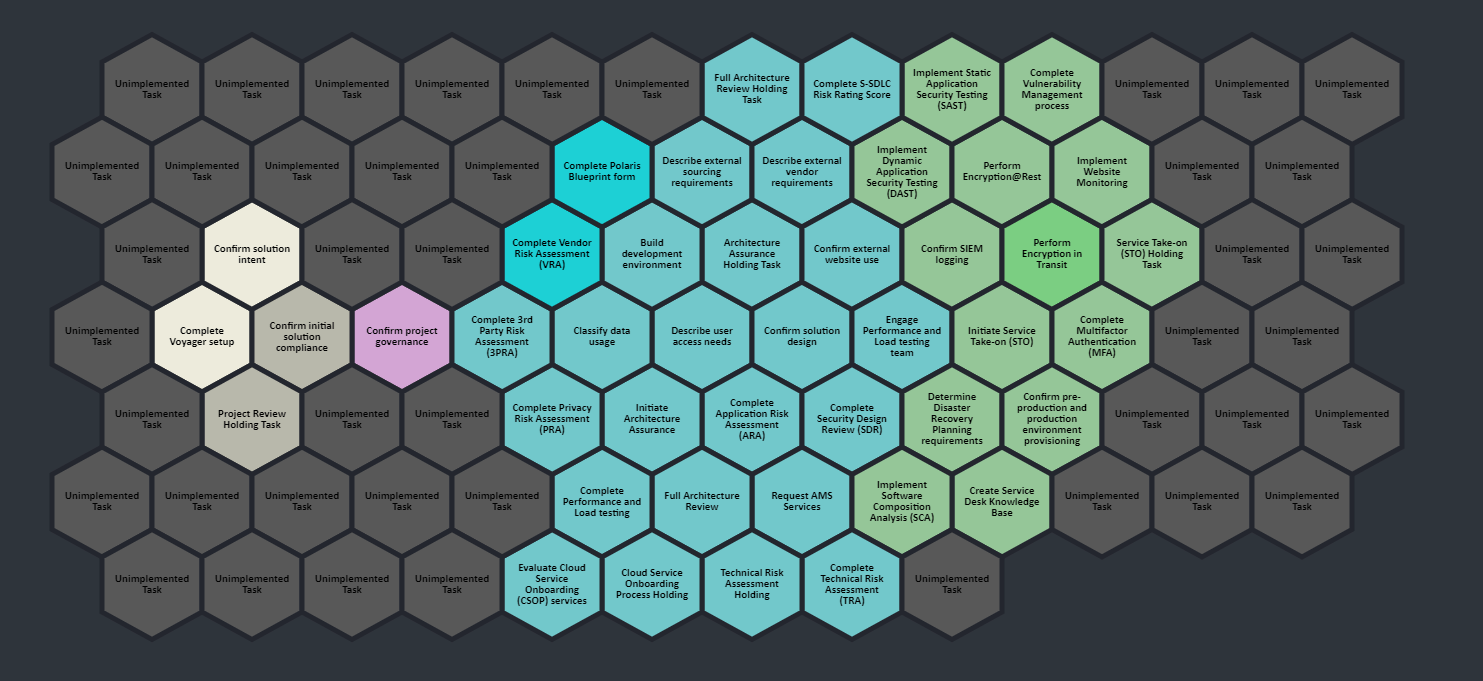 Unimplemented
Task
Unimplemented
Task
Unimplemented
Task
Unimplemented
Task
Unimplemented
Task
Unimplemented
Task
Full Architecture
Review Holding
Task
Complete S-SDLC
Risk Rating Score
Implement Static
Application
Security Testing
(SAST)
Complete
Vulnerability
Management
process
Unimplemented
Task
Unimplemented
Task
Unimplemented
Task
Unimplemented
Task
Unimplemented
Task
Unimplemented
Task
Unimplemented
Task
Unimplemented
Task
Complete Polaris
Blueprint form
Describe external
sourcing
requirements
Describe external
vendor
requirements
Implement
Dynamic
Application
Security Testing
(DAST)
Perform
Encryption@Rest
Implement
Website
Monitoring
Unimplemented
Task
Unimplemented
Task
Unimplemented
Task
Confirm solution
intent
Unimplemented
Task
Unimplemented
Task
Complete Vendor
Risk Assessment
(VRA)
Build
development
environment
Architecture
Assurance
Holding Task
Confirm external
website use
Confirm SIEM
logging
Perform
Encryption in
Transit
Service Take-on
(STO) Holding
Task
Unimplemented
Task
Unimplemented
Task
Unimplemented
Task
Complete
Voyager setup
Confirm initial
solution
compliance
Confirm project
governance
Complete 3rd
Party Risk
Assessment
(3PRA)
Classify data
usage
Describe user
access needs
Confirm solution
design
Engage
Performance and
Load testing
team
Initiate Service
Take-on (STO)
Complete
Multifactor
Authentication
(MFA)
Unimplemented
Task
Unimplemented
Task
Unimplemented
Task
Project Review
Holding Task
Unimplemented
Task
Unimplemented
Task
Complete Privacy
Risk Assessment
(PRA)
Initiate
Architecture
Assurance
Complete
Application Risk
Assessment
(ARA)
Complete
Security Design
Review (SDR)
Determine
Disaster
Recovery
Planning
requirements
Confirm pre-
production and
production
environment
provisioning
Unimplemented
Task
Unimplemented
Task
Unimplemented
Task
Unimplemented
Task
Unimplemented
Task
Unimplemented
Task
Unimplemented
Task
Unimplemented
Task
Complete
Performance and
Load testing
Full Architecture
Review
Request AMS
Services
Implement
Software
Composition
Analysis (SCA)
Create Service
Desk Knowledge
Base
Unimplemented
Task
Unimplemented
Task
Unimplemented
Task
Unimplemented
Task
Unimplemented
Task
Unimplemented
Task
Unimplemented
Task
Evaluate Cloud
Service
Onboarding
(CSOP) services
Cloud Service
Onboarding
Process Holding
Technical Risk
Assessment
Holding
Complete
Technical Risk
Assessment
(TRA)
Unimplemented
Task